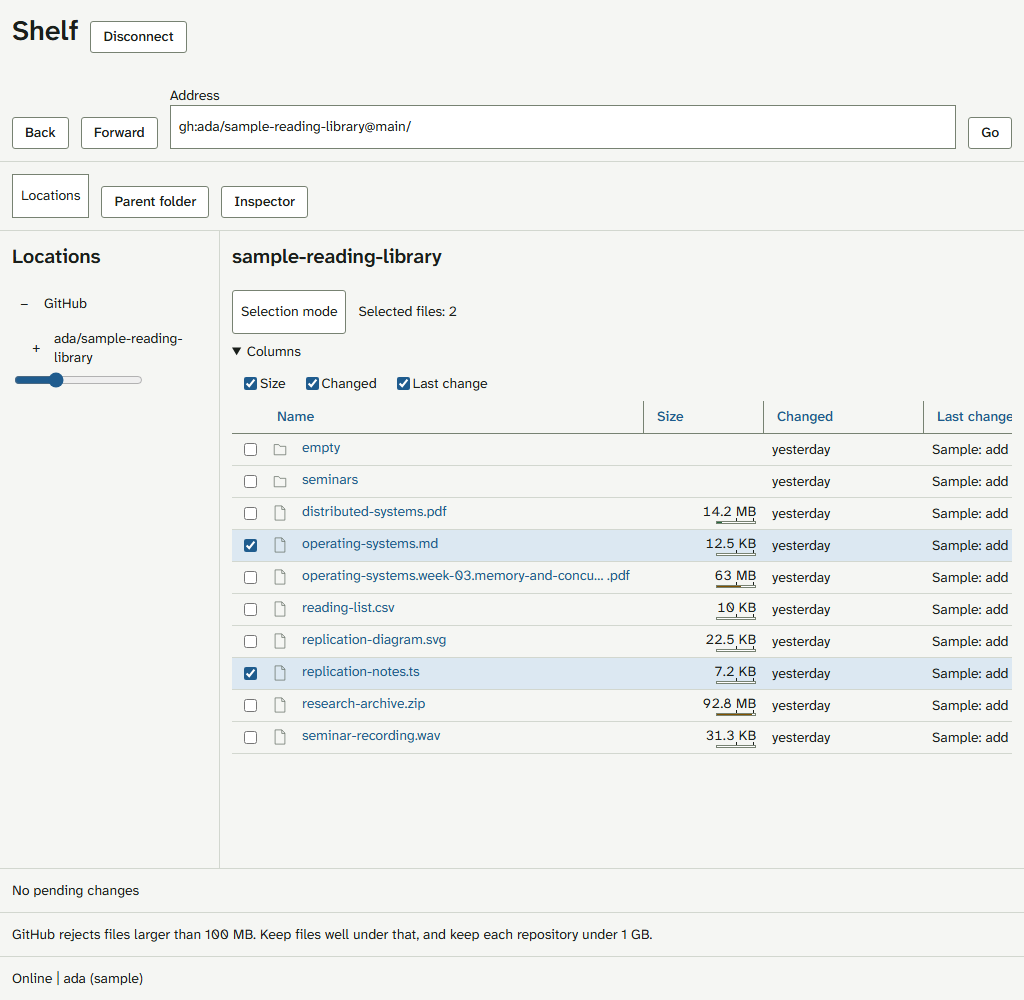 Shelf
Disconnect
Address
Back
Forward
gh:ada/sample-reading-library@main/
Go
Locations
Parent folder
Inspector
Locations
− GitHub
+ ada/sample-reading-
library
sample-reading-library
Selection mode
Selected files: 2
▼ Columns
Size
Changed
Last change
Name Size Changed Last change
empty yesterday Sample: add
seminars yesterday Sample: add
distributed-systems.pdf 14.2 MB yesterday Sample: add
operating-systems.md 12.5 KB yesterday Sample: add
operating-systems.week-03.memory-and-concu... .pdf 63 MB yesterday Sample: add
reading-list.csv 10 KB yesterday Sample: add
replication-diagram.svg 22.5 KB yesterday Sample: add
replication-notes.ts 7.2 KB yesterday Sample: add
research-archive.zip 92.8 MB yesterday Sample: add
seminar-recording.wav 31.3 KB yesterday Sample: add
No pending changes
GitHub rejects files larger than 100 MB. Keep files well under that, and keep each repository under 1 GB.
Online | ada (sample)